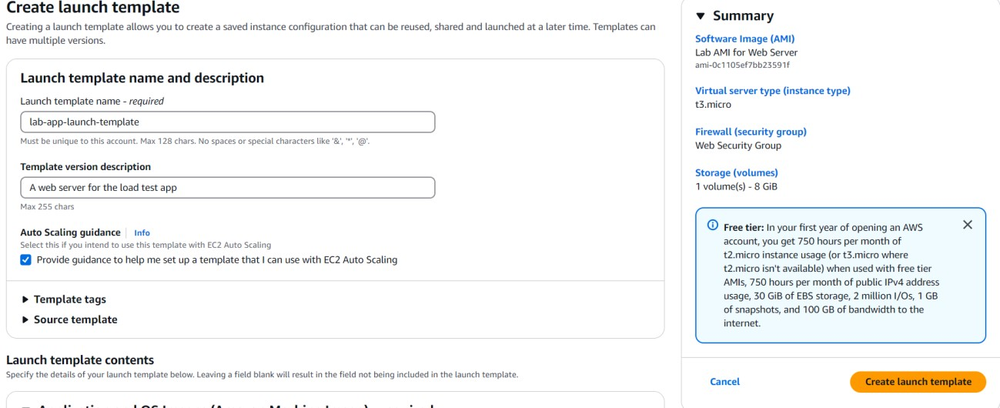 Create launch template
Creating a launch template allows you to create a saved instance configuration that can be reused, shared and launched at a later time. Templates can
have multiple versions.
Launch template name and description
Launch template name - required
lab-app-launch-template
Must be unique to this account. Max 128 chars. No spaces or special characters like '&', '*', '@'.
Template version description
A web server for the load test app
Max 255 chars
Auto Scaling guidance
Info
Select this if you intend to use this template with EC2 Auto Scaling
Provide guidance to help me set up a template that I can use with EC2 Auto Scaling
Template tags
Source template
Launch template contents
Specify the details of your launch template below. Leaving a field blank will result in the field not being included in the launch template.
Summary
Software Image (AMI)
Lab AMI for Web Server
ami-0c1105ef7bb23591f
Virtual server type (instance type)
t3.micro
Firewall (security group)
Web Security Group
Storage (volumes)
1 volume(s) - 8 GiB
Free tier: In your first year of opening an AWS
account, you get 750 hours per month of
t2.micro instance usage (or t3.micro where
t2.micro isn't available) when used with free tier
AMIs, 750 hours per month of public IPv4 address
usage, 30 GiB of EBS storage, 2 million I/Os, 1 GB
of snapshots, and 100 GB of bandwidth to the
internet.
Cancel
Create launch template